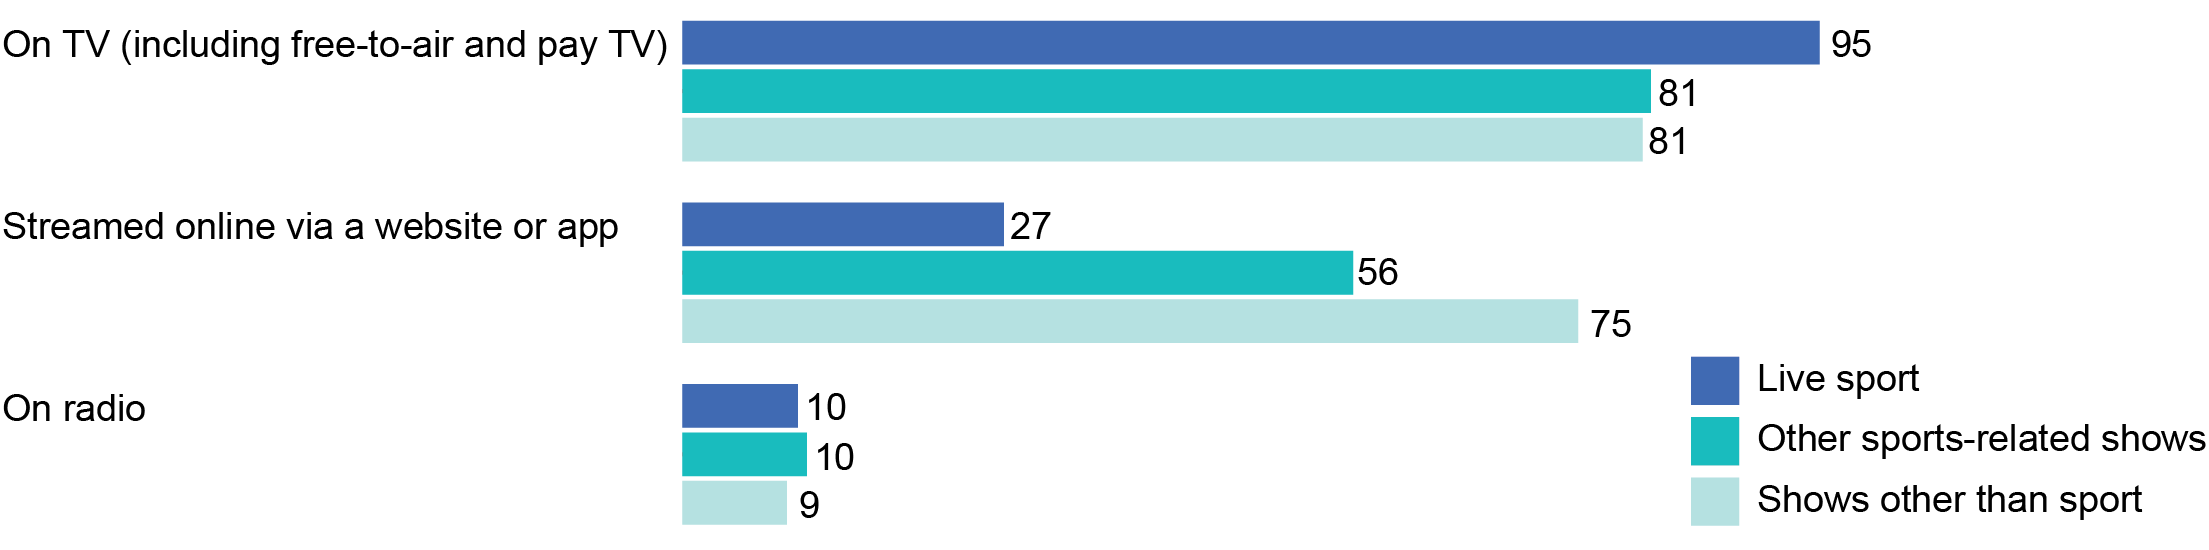 On TV (including free-to-air and pay TV)
95
81
81
Streamed online via a website or app
27
56
75
On radio
10
10
9
Live sport
Other sports-related shows
Shows other than sport